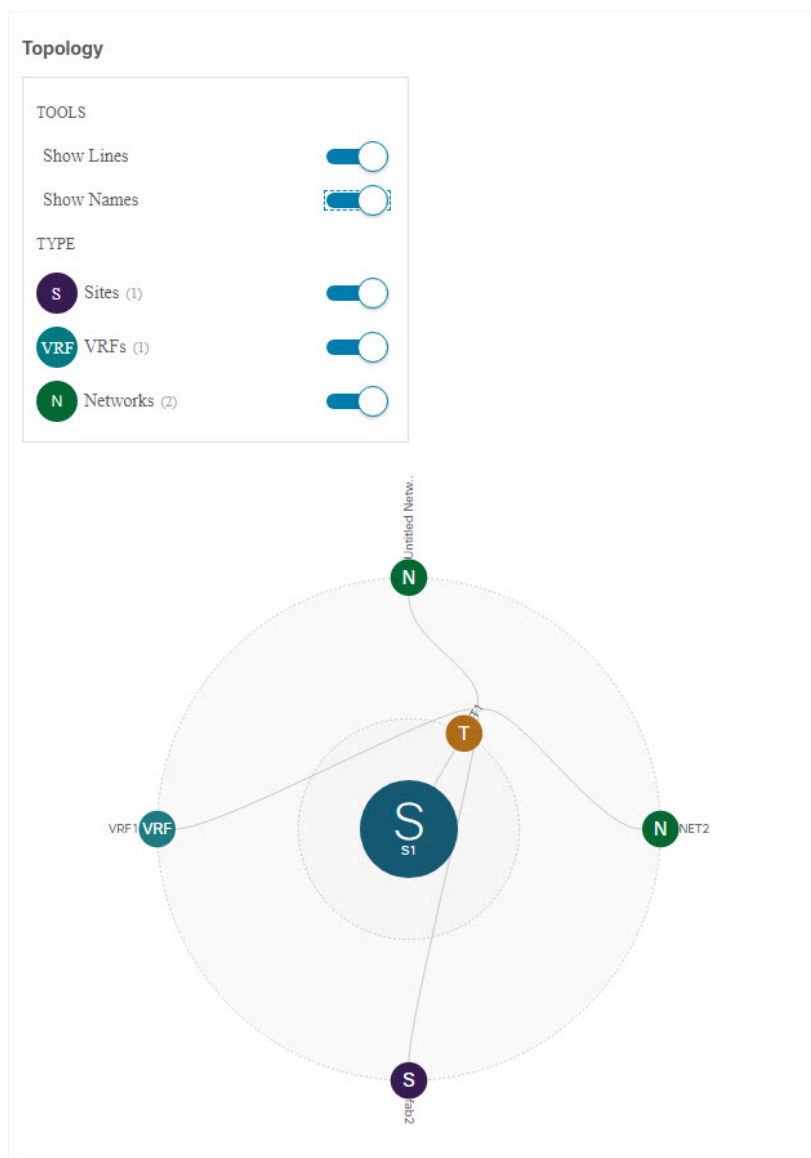 Topology
TOOLS
Show Lines
Show Names
TYPE
S Sites (1)
VRF VRFs (1)
N Networks (2)
Untitled Netw..
N
T1
T
S
S1
VRF1 VRF
N NET2
S
fab2